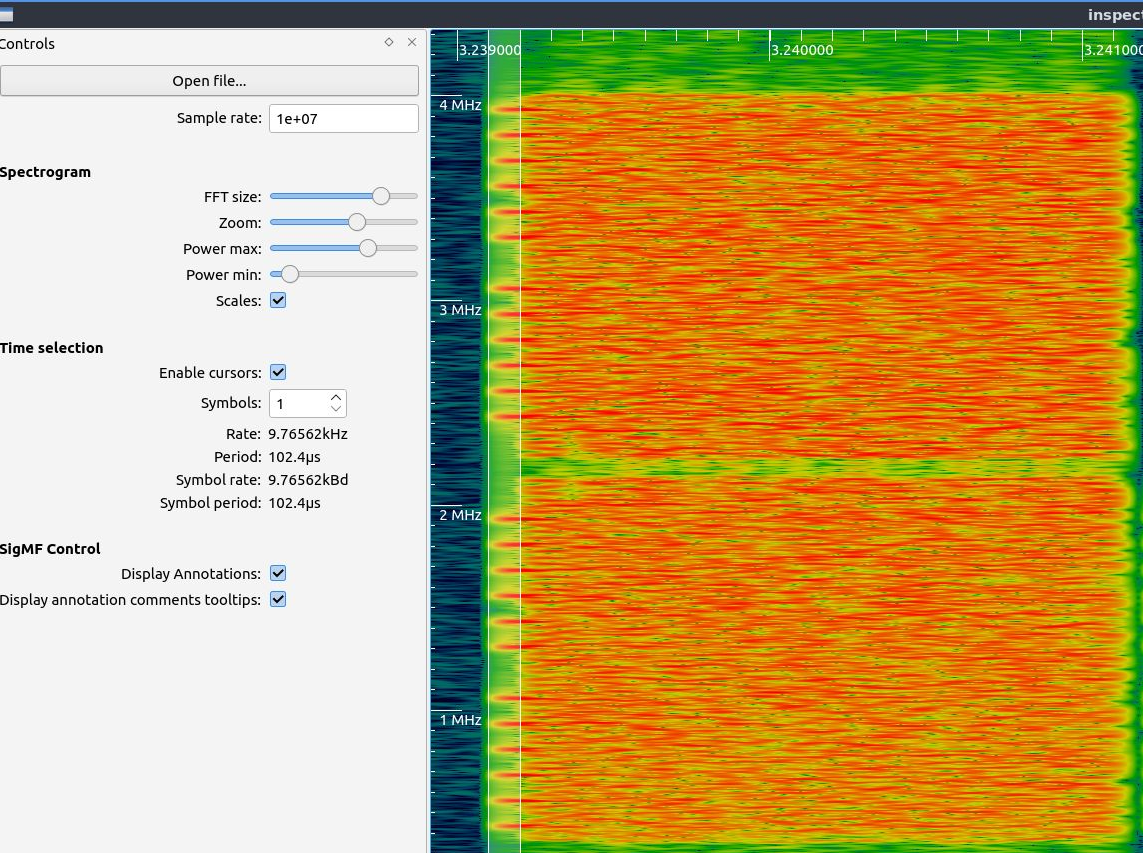 inspect
Controls
Open file...
Sample rate: 1e+07
Spectrogram
FFT size:
Zoom:
Power max:
Power min:
Scales:
Time selection
Enable cursors:
Symbols: 1
Rate: 9.76562kHz
Period: 102.4µs
Symbol rate: 9.76562kBd
Symbol period: 102.4µs
SigMF Control
Display Annotations:
Display annotation comments tooltips:
3.239000 3.240000 3.241000
4 MHz
3 MHz
2 MHz
1 MHz